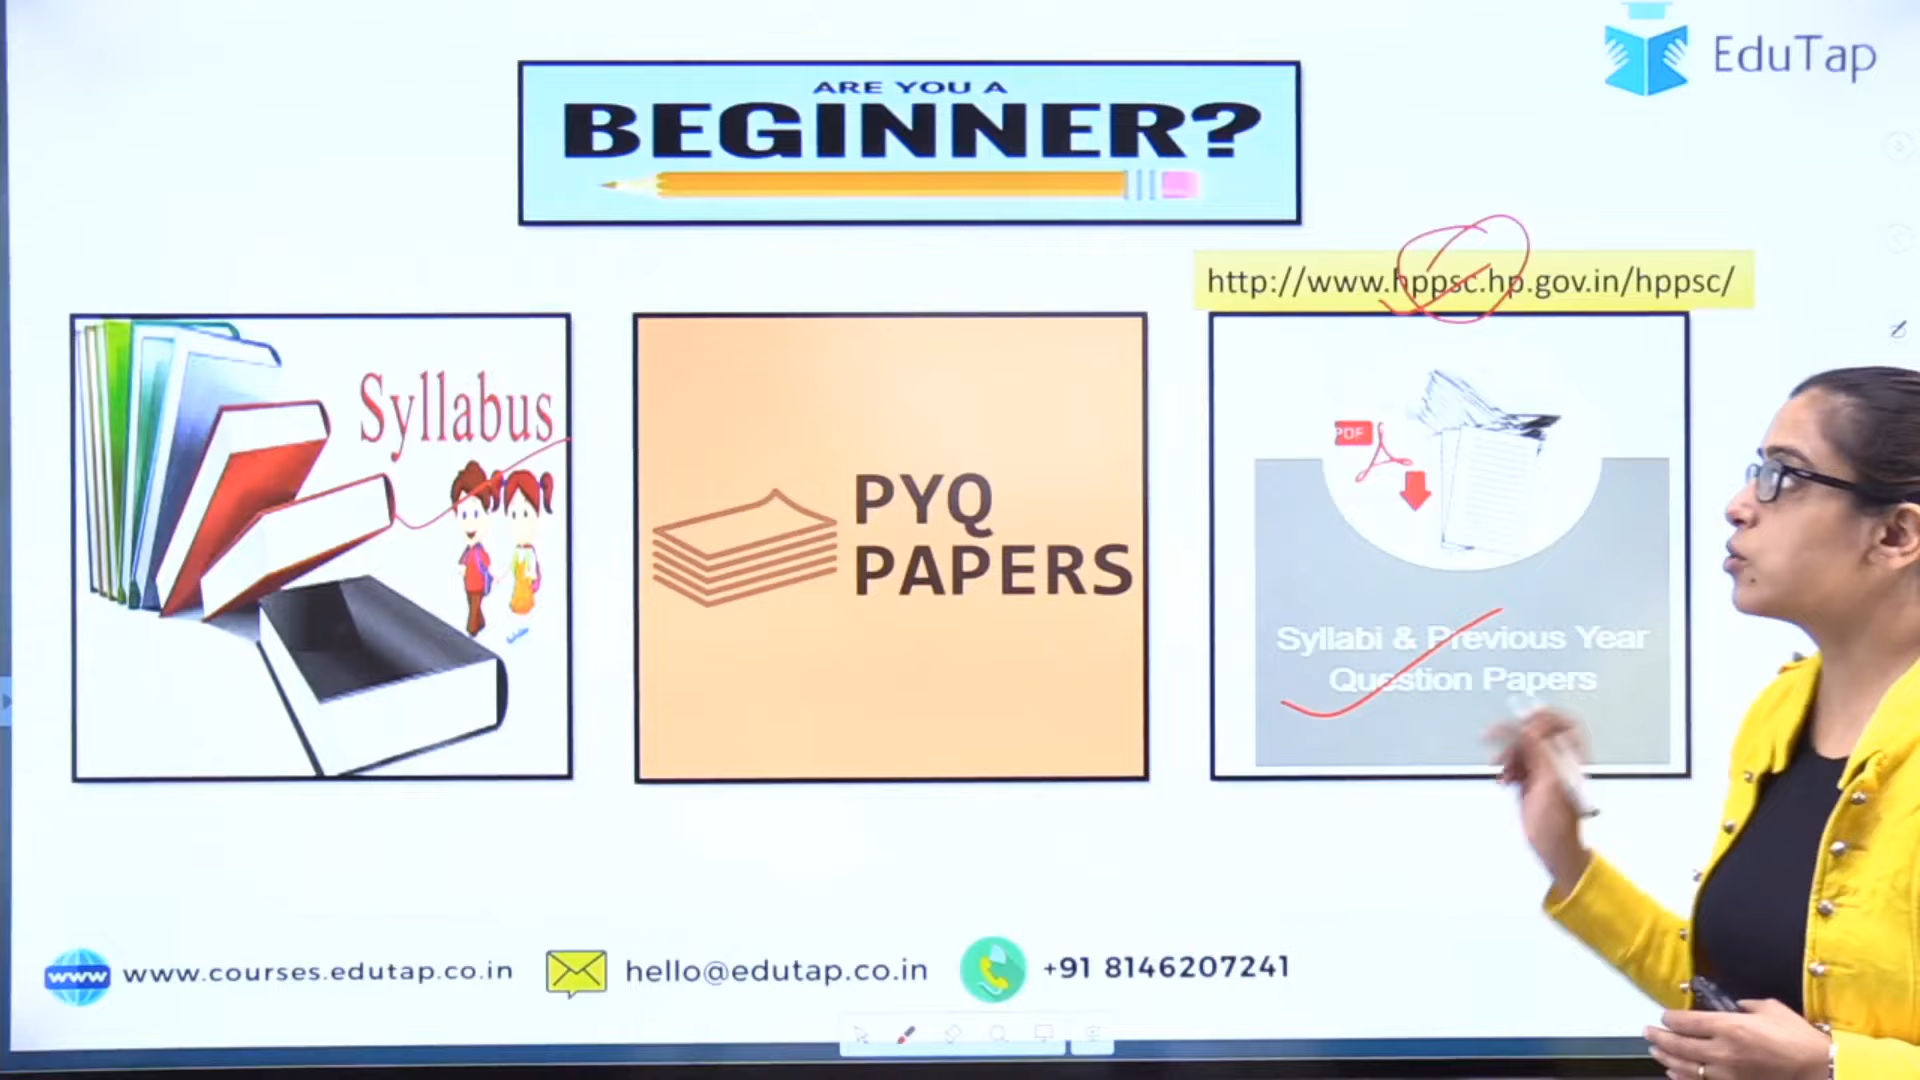 EduTap
ARE YOU A
BEGINNER?
http://www.hppsc.hp.gov.in/hppsc/
Syllabus
PYQ
PAPERS
PDF
Syllabi & Previous Year
Question Papers
www
www.courses.edutap.co.in
hello@edutap.co.in
+91 8146207241